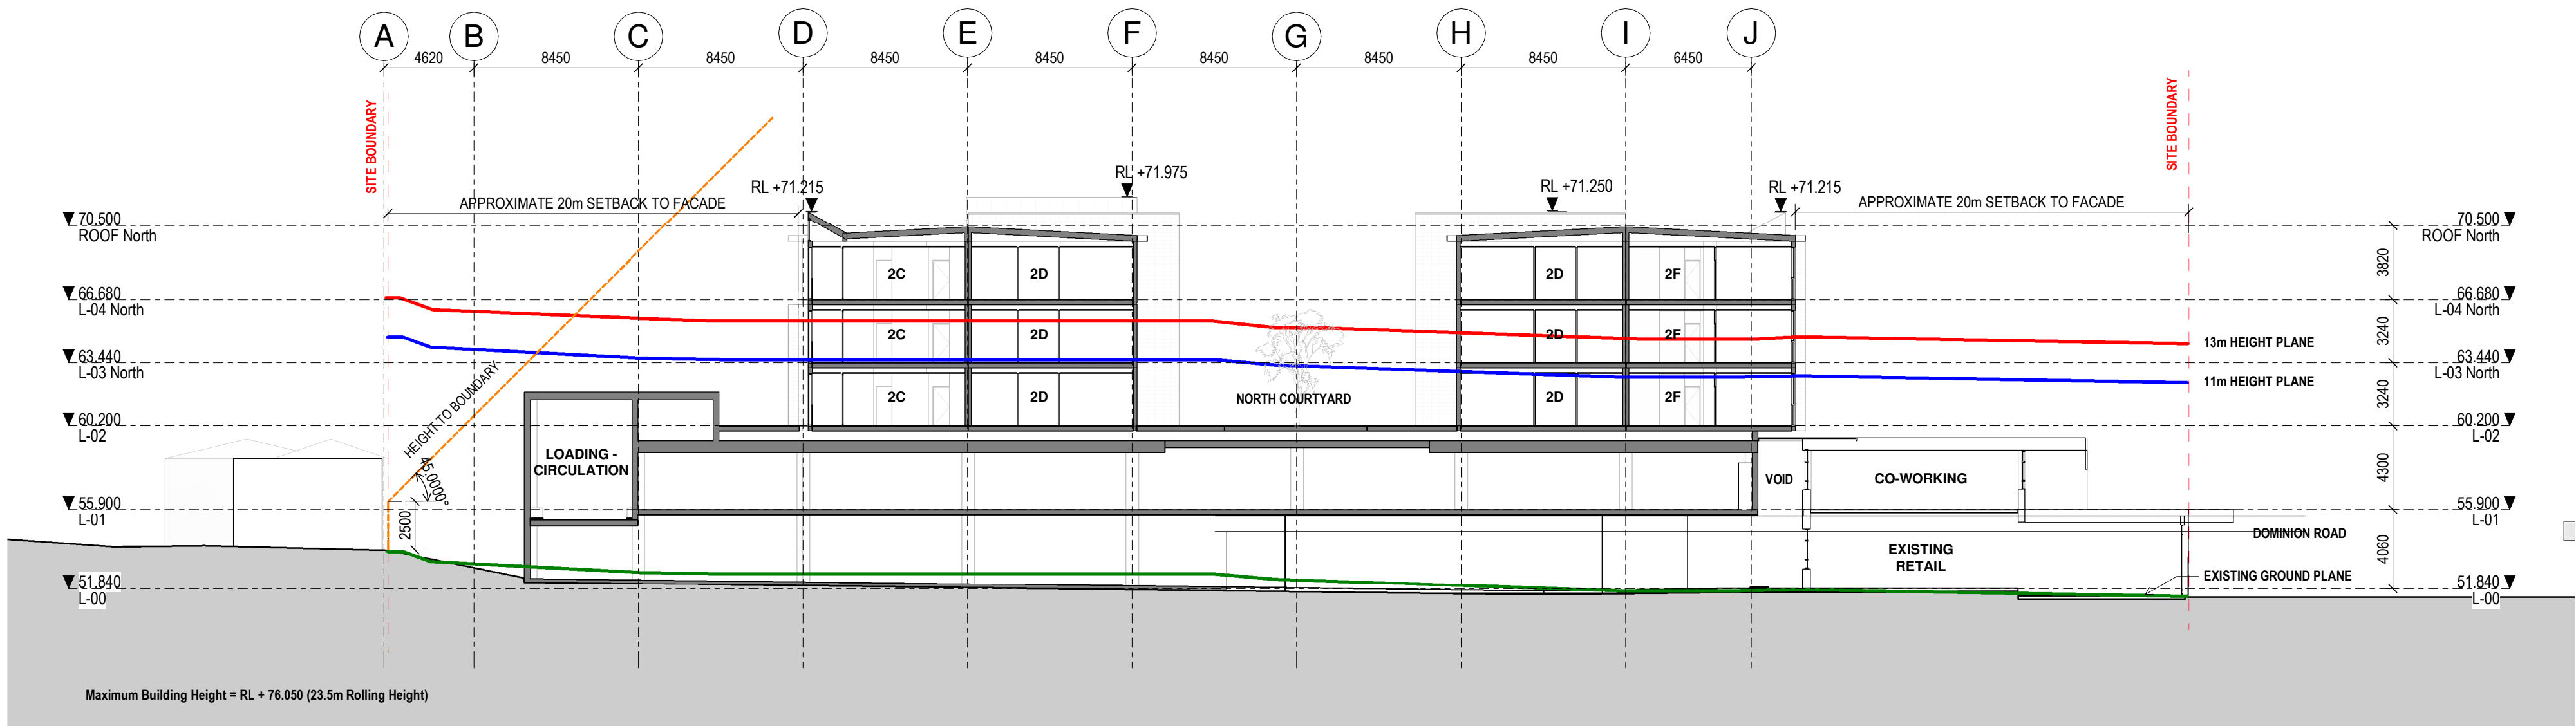 A B C D E F G H I J
4620 8450 8450 8450 8450 8450 8450 8450 6450
SITE BOUNDARY
SITE BOUNDARY
RL +71.215
RL +71.975
RL +71.250
RL +71.215
APPROXIMATE 20m SETBACK TO FACADE
APPROXIMATE 20m SETBACK TO FACADE
70.500
ROOF North
70.500
ROOF North
3820
2C 2D 2D 2F
66.680
L-04 North
66.680
L-04 North
3240
2C 2D 2D 2F
13m HEIGHT PLANE
63.440
L-03 North
63.440
L-03 North
11m HEIGHT PLANE
3240
2C 2D 2D 2F
NORTH COURTYARD
HEIGHT TO BOUNDARY
45.0000°
60.200
L-02
60.200
L-02
LOADING -
CIRCULATION
VOID
CO-WORKING
4300
55.900
L-01
55.900
L-01
2500
DOMINION ROAD
EXISTING
RETAIL
4060
EXISTING GROUND PLANE
51.840
L-00
51.840
L-00
Maximum Building Height = RL + 76.050 (23.5m Rolling Height)